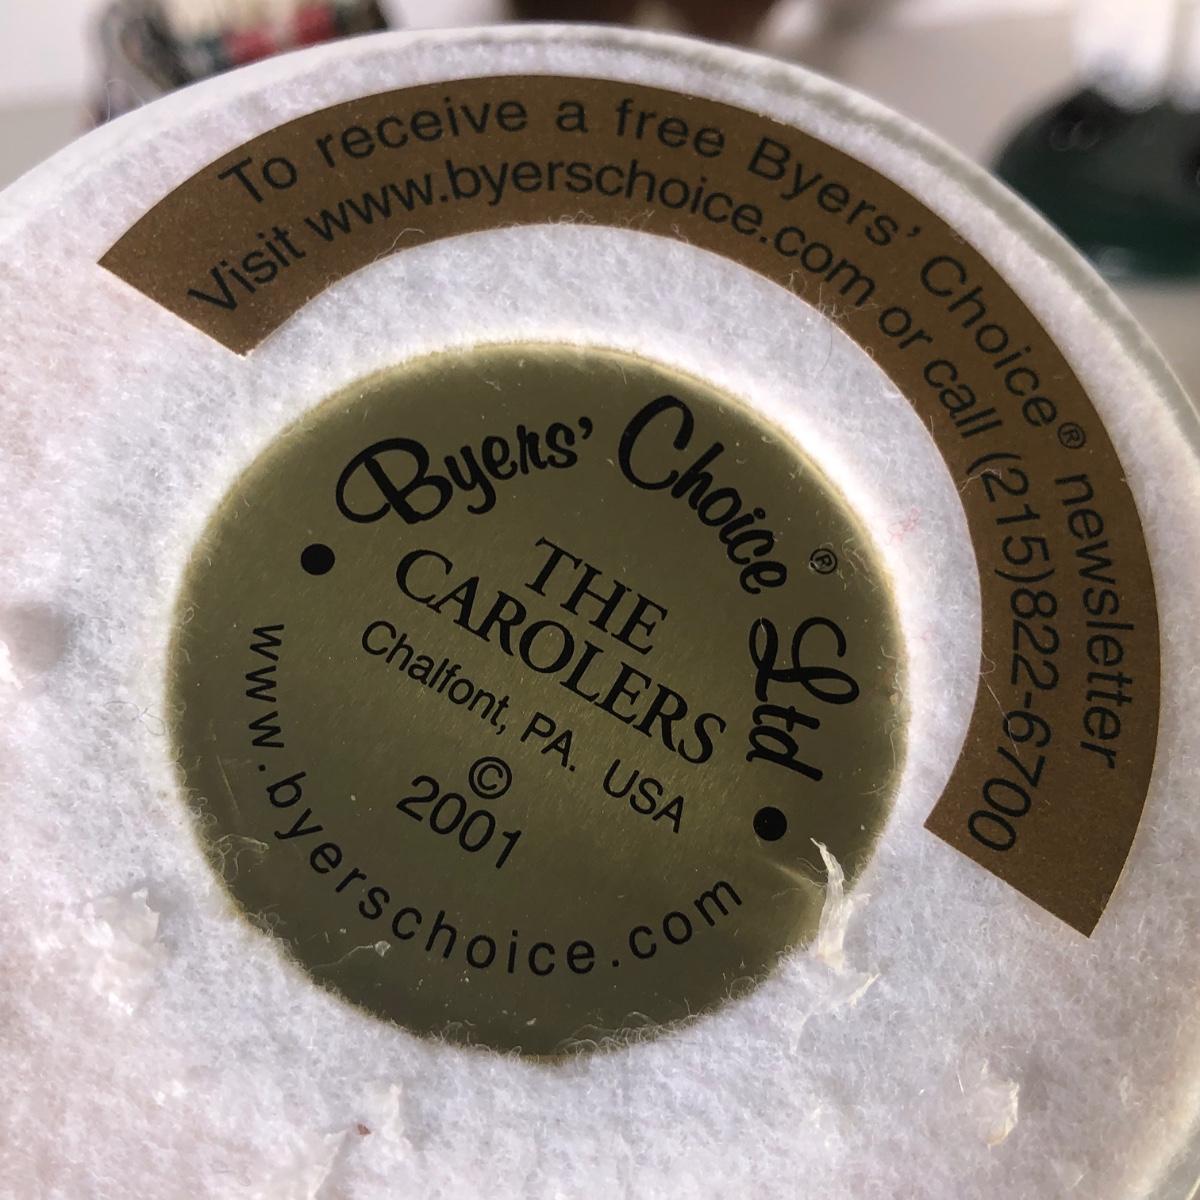 To receive a free Byers' Choice® newsletter
Visit www.byerschoice.com or call (215)822-6700
Byers' Choice Ltd®
THE
CAROLERS
Chalfont, PA. USA
©
2001
www.byerschoice.com